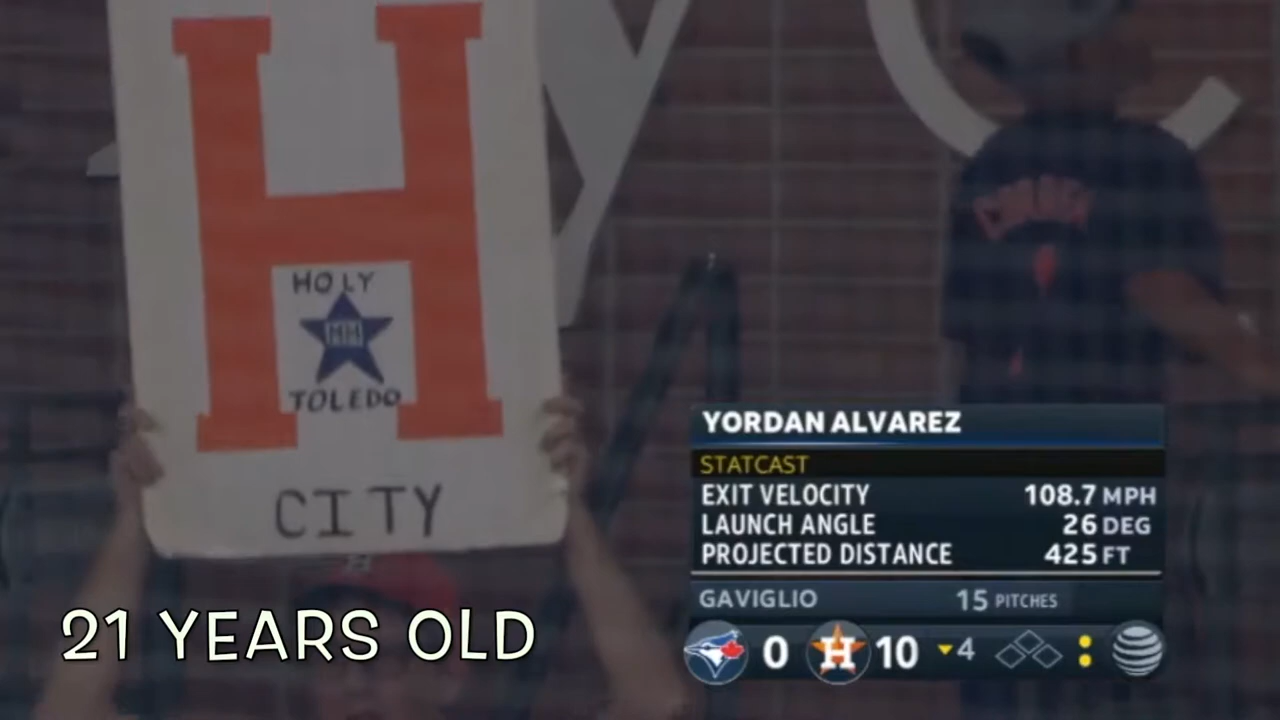 H
HOLY
MH
TOLEDO
CITY
YORDAN ALVAREZ
STATCAST
EXIT VELOCITY 108.7 MPH
LAUNCH ANGLE 26 DEG
PROJECTED DISTANCE 425 FT
GAVIGLIO 15 PITCHES
0 H 10 4
21 YEARS OLD